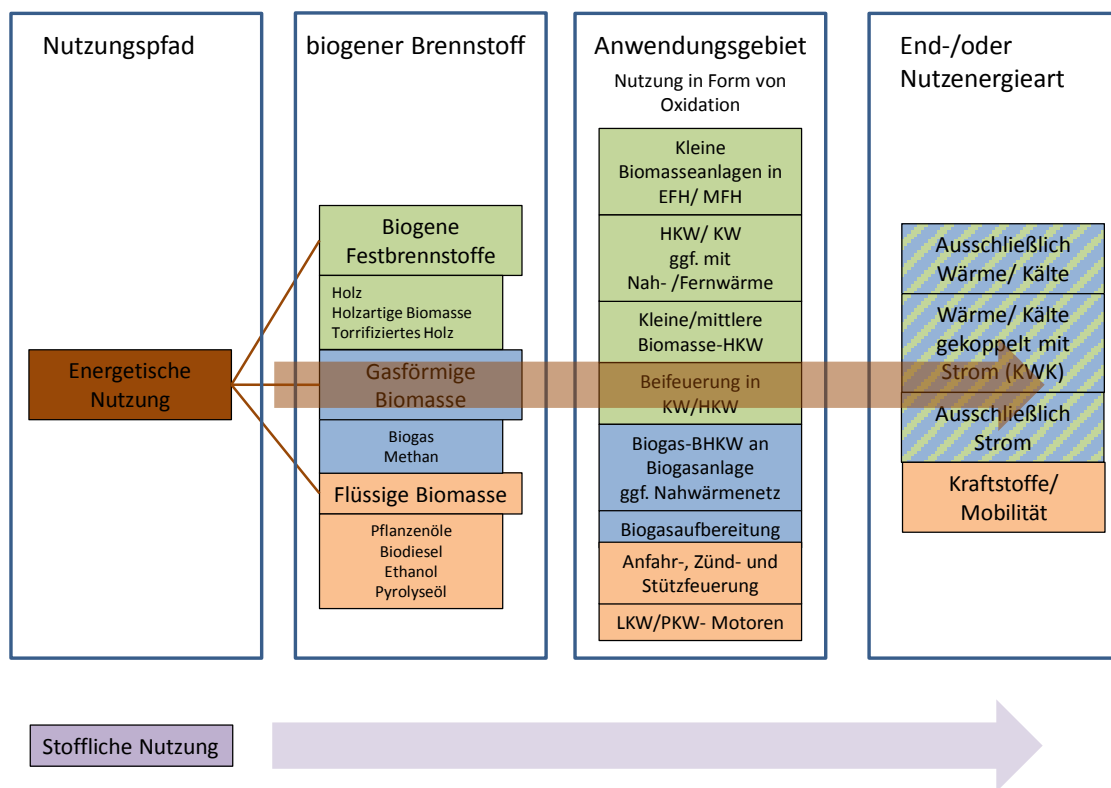 Nutzungspfad
Energetische
Nutzung
biogener Brennstoff
Biogene
Festbrennstoffe
Holz
Holzartige Biomasse
Torrifiziertes Holz
Gasförmige
Biomasse
Biogas
Methan
Flüssige Biomasse
Pflanzenöle
Biodiesel
Ethanol
Pyrolyseöl
Anwendungsgebiet
Nutzung in Form von
Oxidation
Kleine
Biomasseanlagen in
EFH/ MFH
HKW/ KW
ggf. mit
Nah- /Fernwärme
Kleine/mittlere
Biomasse-HKW
Beifeuerung in
KW/HKW
Biogas-BHKW an
Biogasanlage
ggf. Nahwärmenetz
Biogasaufbereitung
Anfahr-, Zünd- und
Stützfeuerung
LKW/PKW- Motoren
End-/oder
Nutzenergieart
Ausschließlich
Wärme/ Kälte
Wärme/ Kälte
gekoppelt mit
Strom (KWK)
Ausschließlich
Strom
Kraftstoffe/
Mobilität
Stoffliche Nutzung